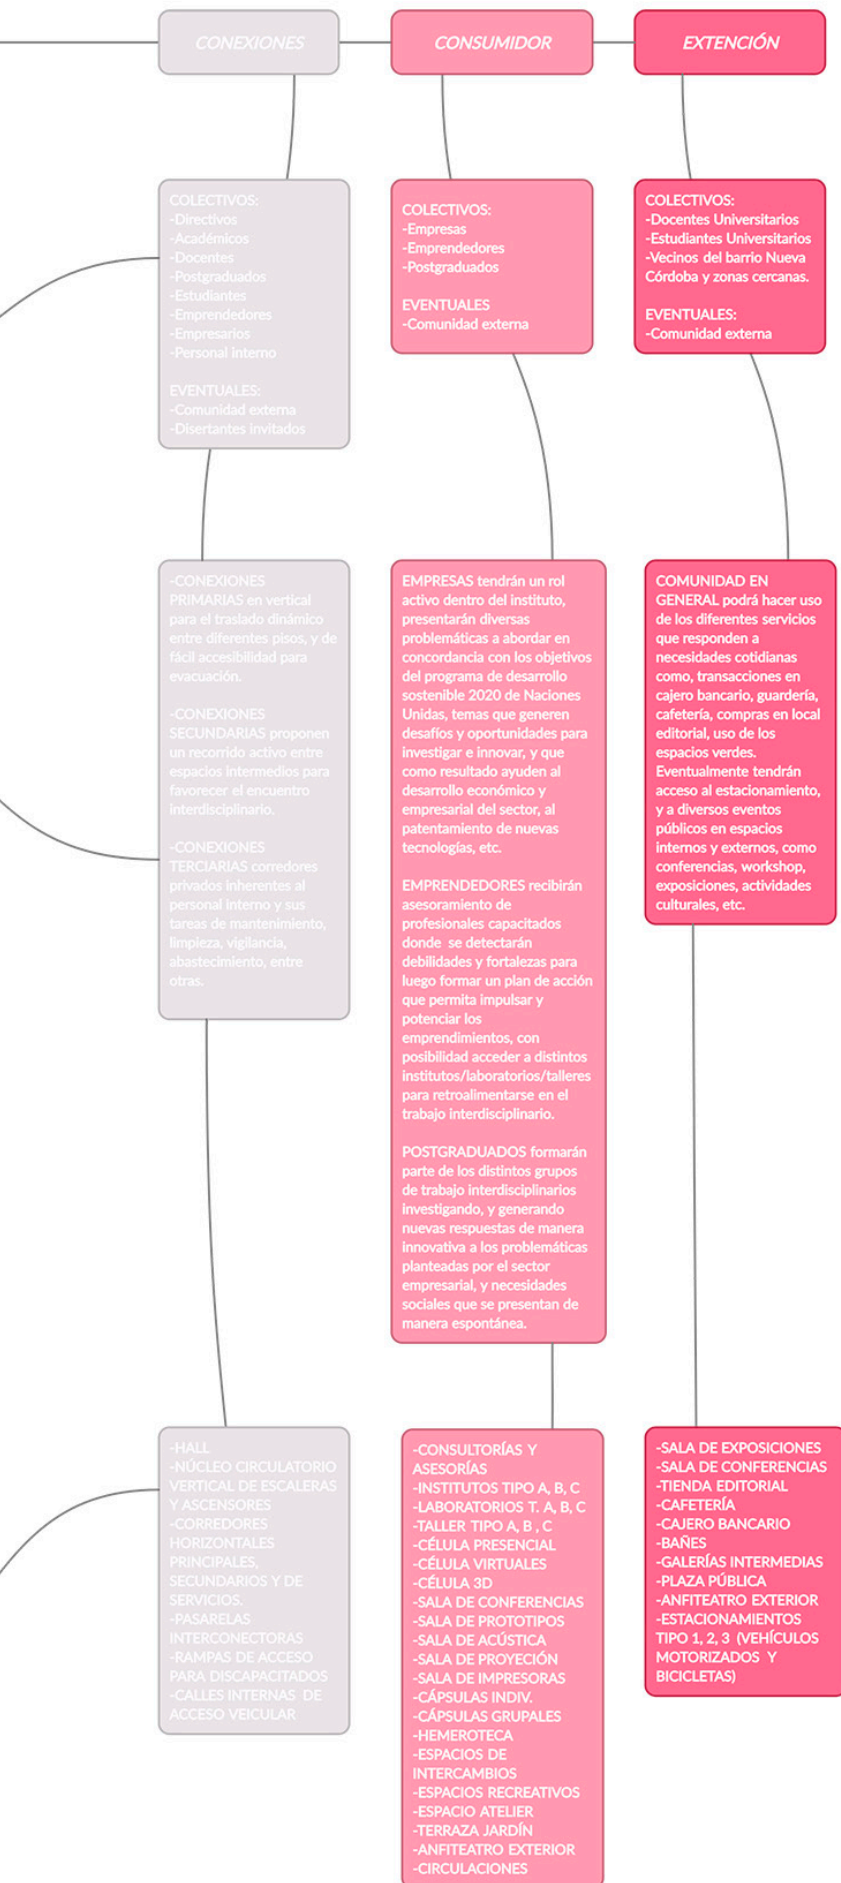 CONEXIONES
CONSUMIDOR
EXTENCIÓN
COLECTIVOS:
-Directivos
-Académicos
-Docentes
-Postgraduados
-Estudiantes
-Emprendedores
-Empresarios
-Personal interno
EVENTUALES:
-Comunidad externa
-Disertantes invitados
COLECTIVOS:
-Empresas
-Emprendedores
-Postgraduados
EVENTUALES
-Comunidad externa
COLECTIVOS:
-Docentes Universitarios
-Estudiantes Universitarios
-Vecinos del barrio Nueva
Córdoba y zonas cercanas.
EVENTUALES:
-Comunidad externa
-CONEXIONES
PRIMARIAS en vertical
para el traslado dinámico
entre diferentes pisos, y de
fácil accesibilidad para
evacuación.
-CONEXIONES
SECUNDARIAS proponen
un recorrido activo entre
espacios intermedios para
favorecer el encuentro
interdisciplinario.
-CONEXIONES
TERCIARIAS corredores
privados inherentes al
personal interno y sus
tareas de mantenimiento,
limpieza, vigilancia,
abastecimiento, entre
otras.
EMPRESAS tendrán un rol
activo dentro del instituto,
presentarán diversas
problemáticas a abordar en
concordancia con los objetivos
del programa de desarrollo
sostenible 2020 de Naciones
Unidas, temas que generen
desafíos y oportunidades para
investigar e innovar, y que
como resultado ayuden al
desarrollo económico y
empresarial del sector, al
patentamiento de nuevas
tecnologías, etc.
EMPRENDEDORES recibirán
asesoramiento de
profesionales capacitados
donde se detectarán
debilidades y fortalezas para
luego formar un plan de acción
que permita impulsar y
potenciar los
emprendimientos, con
posibilidad acceder a distintos
institutos/laboratorios/talleres
para retroalimentarse en el
trabajo interdisciplinario.
POSTGRADUADOS formarán
parte de los distintos grupos
de trabajo interdisciplinarios
investigando, y generando
nuevas respuestas de manera
innovativa a los problemáticas
planteadas por el sector
empresarial, y necesidades
sociales que se presentan de
manera espontánea.
COMUNIDAD EN
GENERAL podrá hacer uso
de los diferentes servicios
que responden a
necesidades cotidianas
como, transacciones en
cajero bancario, guardería,
cafetería, compras en local
editorial, uso de los
espacios verdes.
Eventualmente tendrán
acceso al estacionamiento,
y a diversos eventos
públicos en espacios
internos y externos, como
conferencias, workshop,
exposiciones, actividades
culturales, etc.
-HALL
-NÚCLEO CIRCULATORIO
VERTICAL DE ESCALERAS
Y ASCENSORES
-CORREDORES
HORIZONTALES
PRINCIPALES,
SECUNDARIOS Y DE
SERVICIOS.
-PASARELAS
INTERCONECTORAS
-RAMPAS DE ACCESO
PARA DISCAPACITADOS
-CALLES INTERNAS DE
ACCESO VEICULAR
-CONSULTORÍAS Y
ASESORÍAS
-INSTITUTOS TIPO A, B, C
-LABORATORIOS T. A, B, C
-TALLER TIPO A, B , C
-CÉLULA PRESENCIAL
-CÉLULA VIRTUALES
-CÉLULA 3D
-SALA DE CONFERENCIAS
-SALA DE PROTOTIPOS
-SALA DE ACÚSTICA
-SALA DE PROYECIÓN
-SALA DE IMPRESORAS
-CÁPSULAS INDIV.
-CÁPSULAS GRUPALES
-HEMEROTECA
-ESPACIOS DE
INTERCAMBIOS
-ESPACIOS RECREATIVOS
-ESPACIO ATELIER
-TERRAZA JARDÍN
-ANFITEATRO EXTERIOR
-CIRCULACIONES
-SALA DE EXPOSICIONES
-SALA DE CONFERENCIAS
-TIENDA EDITORIAL
-CAFETERÍA
-CAJERO BANCARIO
-BAÑES
-GALERÍAS INTERMEDIAS
-PLAZA PÚBLICA
-ANFITEATRO EXTERIOR
-ESTACIONAMIENTOS
TIPO 1, 2, 3 (VEHÍCULOS
MOTORIZADOS Y
BICICLETAS)